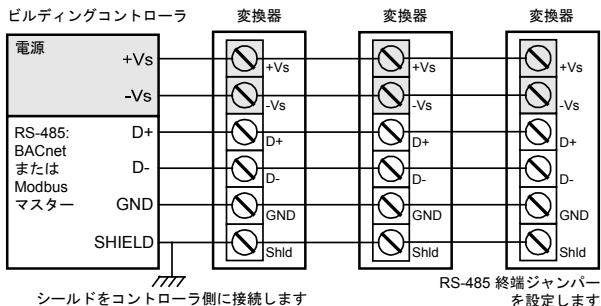 ビルディングコントローラ
変換器
変換器
変換器
電源
+Vs
-Vs
RS-485:
BACnet
または
Modbus
マスター
D+
D-
GND
SHIELD
+Vs
-Vs
D+
D-
GND
Shld
+Vs
-Vs
D+
D-
GND
Shld
+Vs
-Vs
D+
D-
GND
Shld
シールドをコントローラ側に接続します
RS-485 終端ジャンパー
を設定します